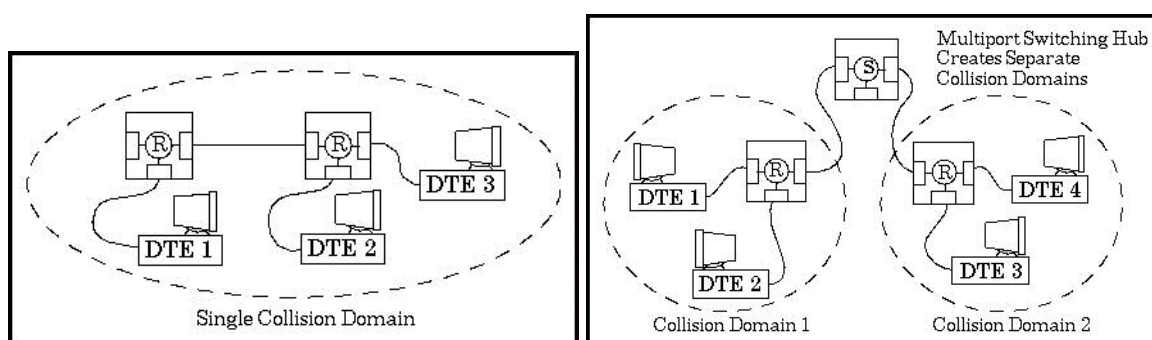 R
R
DTE 1
DTE 2
DTE 3
Single Collision Domain
Multiport Switching Hub
Creates Separate
Collision Domains
S
R
R
DTE 1
DTE 2
DTE 3
DTE 4
Collision Domain 1
Collision Domain 2